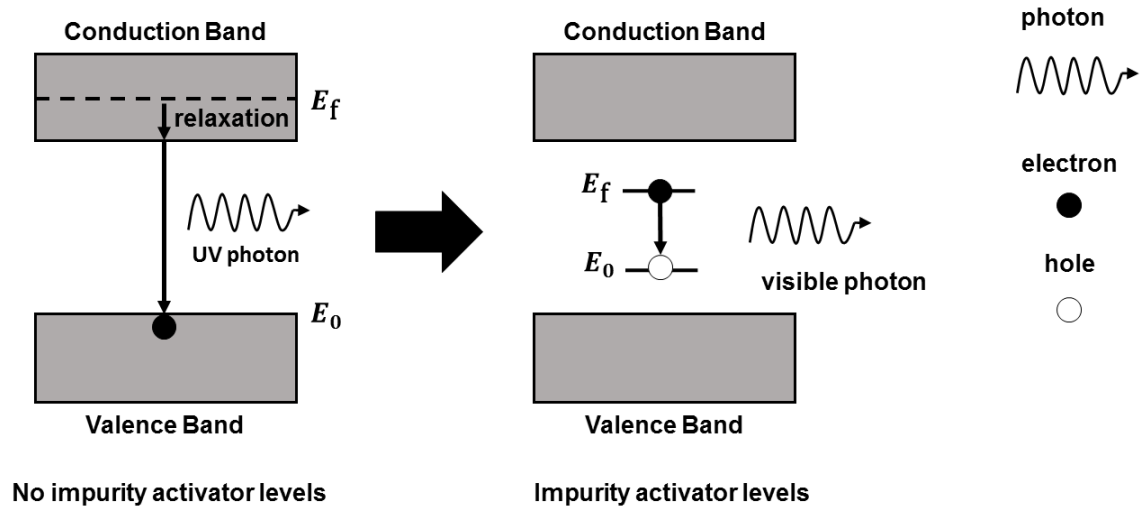 Conduction Band
E_f
relaxation
UV photon
E_0
Valence Band
No impurity activator levels
Conduction Band
E_f
E_0
visible photon
Valence Band
Impurity activator levels
photon
electron
hole